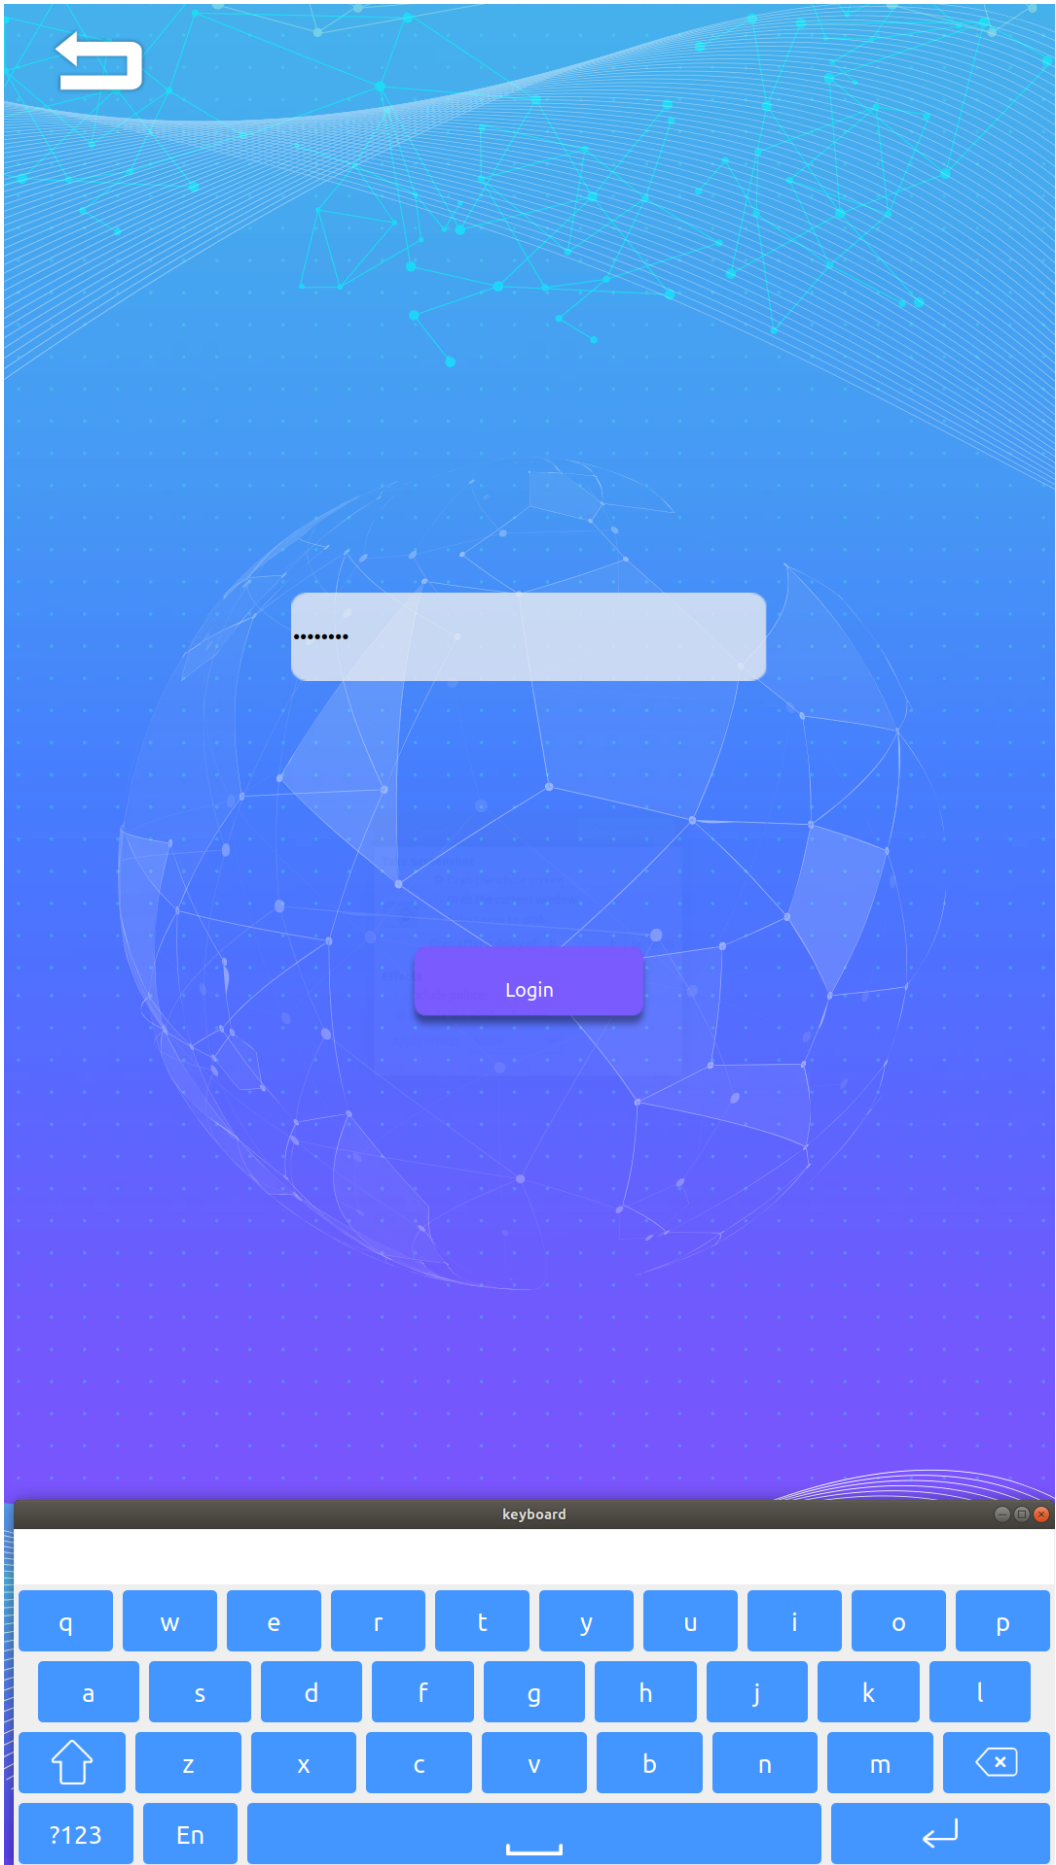 ••••••••
Login
keyboard
q w e r t y u i o p
a s d f g h j k l
z x c v b n m
?123 En